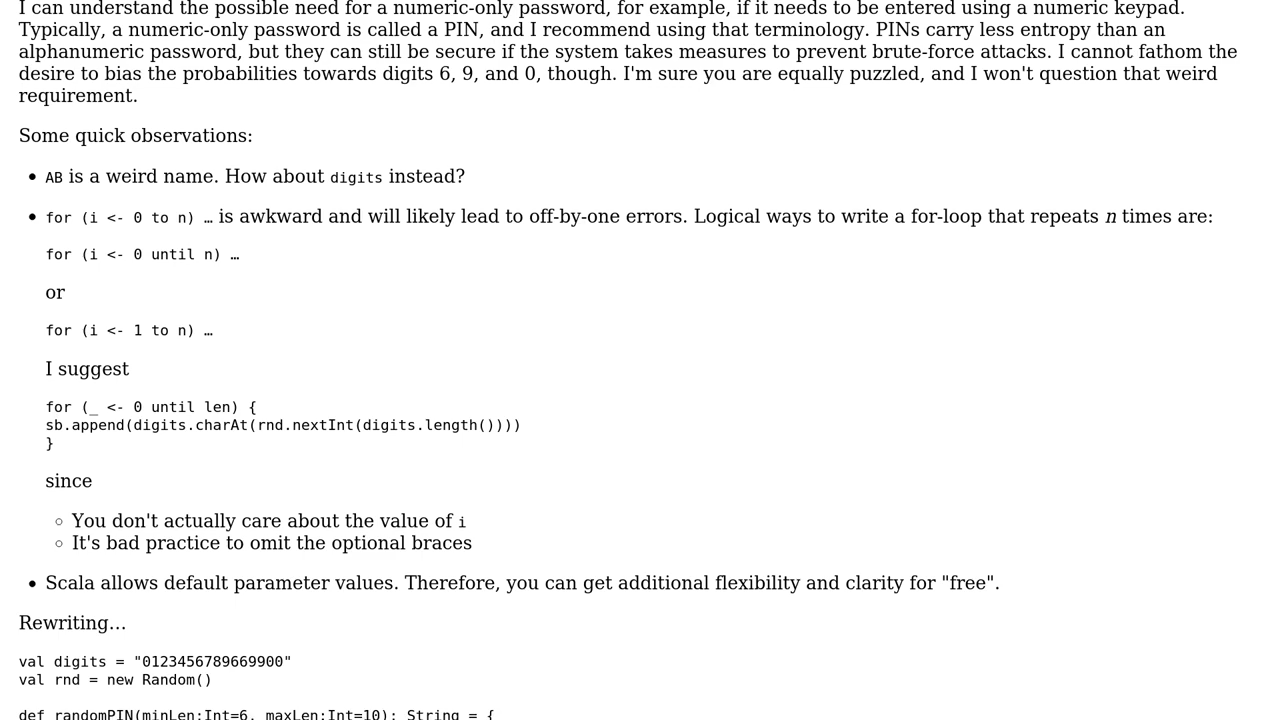 I can understand the possible need for a numeric-only password, for example, if it needs to be entered using a numeric keypad.
Typically, a numeric-only password is called a PIN, and I recommend using that terminology. PINs carry less entropy than an
alphanumeric password, but they can still be secure if the system takes measures to prevent brute-force attacks. I cannot fathom the
desire to bias the probabilities towards digits 6, 9, and 0, though. I'm sure you are equally puzzled, and I won't question that weird
requirement.
Some quick observations:
• AB is a weird name. How about digits instead?
• for (i <- 0 to n) … is awkward and will likely lead to off-by-one errors. Logical ways to write a for-loop that repeats n times are:
for (i <- 0 until n) …
or
for (i <- 1 to n) …
I suggest
for (_ <- 0 until len) {
sb.append(digits.charAt(rnd.nextInt(digits.length())))
}
since
◦ You don't actually care about the value of i
◦ It's bad practice to omit the optional braces
• Scala allows default parameter values. Therefore, you can get additional flexibility and clarity for "free".
Rewriting…
val digits = "0123456789669900"
val rnd = new Random()
def randomPIN(minLen:Int=6, maxLen:Int=10): String = {